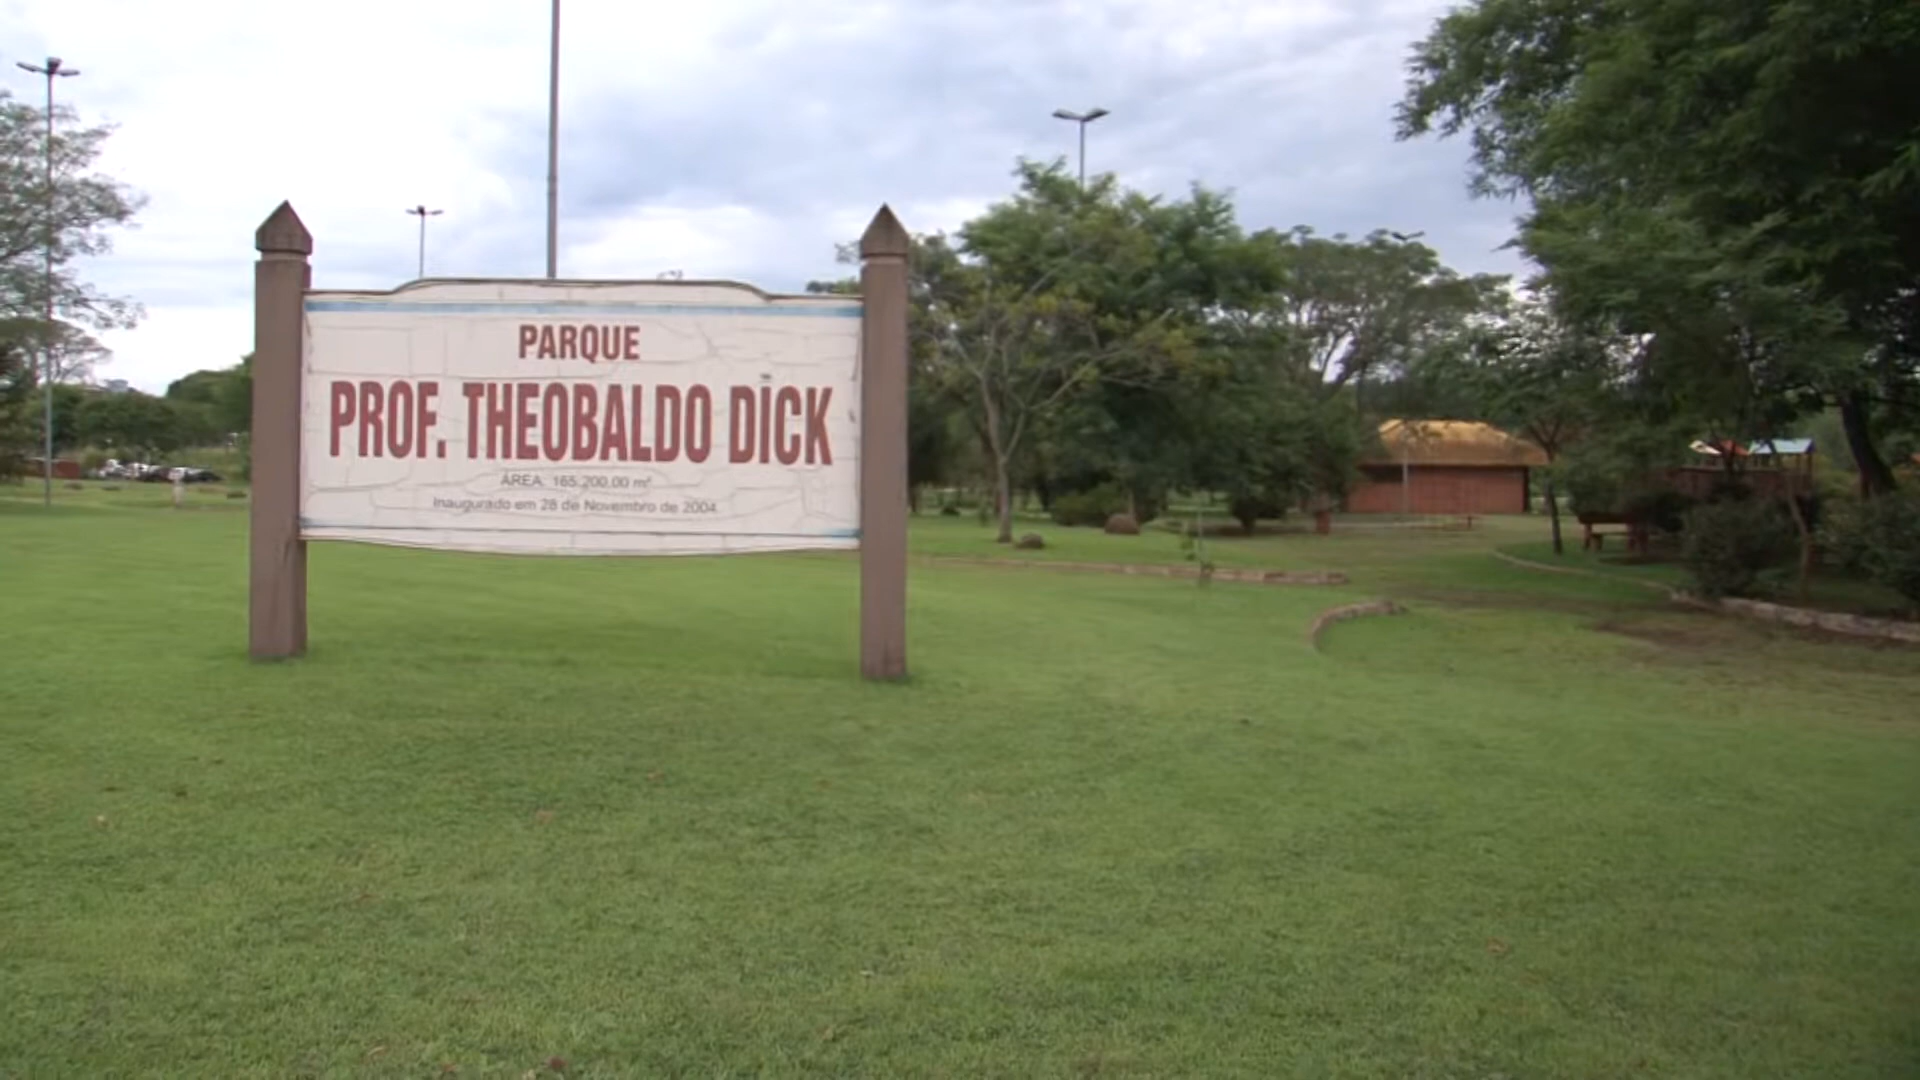 PARQUE
PROF. THEOBALDO DICK
ÁREA: 165.200,00 m²
Inaugurado em 28 de Novembro de 2004